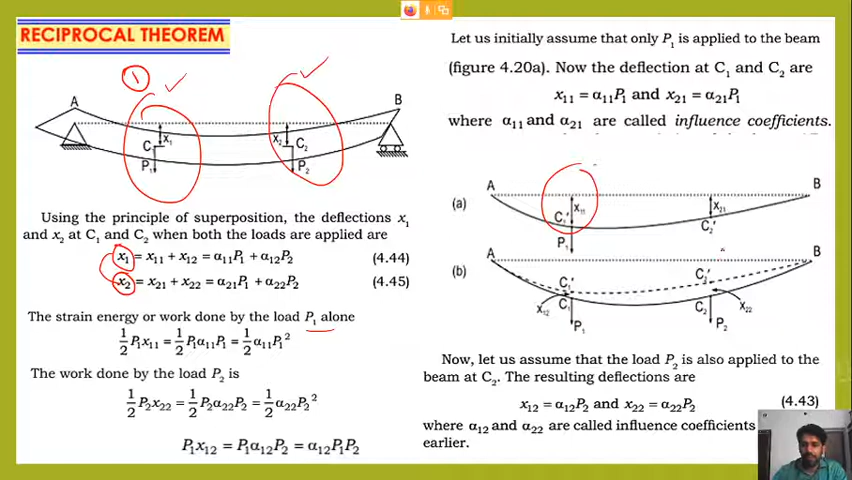 RECIPROCAL THEOREM
①
A
B
x₁
C₁
P₁
x₂
C₂
P₂
Using the principle of superposition, the deflections x₁
and x₂ at C₁ and C₂ when both the loads are applied are
x₁ = x₁₁ + x₁₂ = α₁₁P₁ + α₁₂P₂ (4.44)
x₂ = x₂₁ + x₂₂ = α₂₁P₁ + α₂₂P₂ (4.45)
The strain energy or work done by the load P₁ alone
1/2 P₁x₁₁ = 1/2 P₁α₁₁P₁ = 1/2 α₁₁P₁²
The work done by the load P₂ is
1/2 P₂x₂₂ = 1/2 P₂α₂₂P₂ = 1/2 α₂₂P₂²
P₁x₁₂ = P₁α₁₂P₂ = α₁₂P₁P₂
Let us initially assume that only P₁ is applied to the beam
(figure 4.20a). Now the deflection at C₁ and C₂ are
x₁₁ = α₁₁P₁ and x₂₁ = α₂₁P₁
where α₁₁ and α₂₁ are called influence coefficients.
(a)
A
B
x₁₁
C₁'
P₁
x₂₁
C₂'
(b)
A
B
C₁'
C₁
x₁₂
P₁
C₂'
C₂
x₂₂
P₂
Now, let us assume that the load P₂ is also applied to the
beam at C₂. The resulting deflections are
x₁₂ = α₁₂P₂ and x₂₂ = α₂₂P₂ (4.43)
where α₁₂ and α₂₂ are called influence coefficients
earlier.